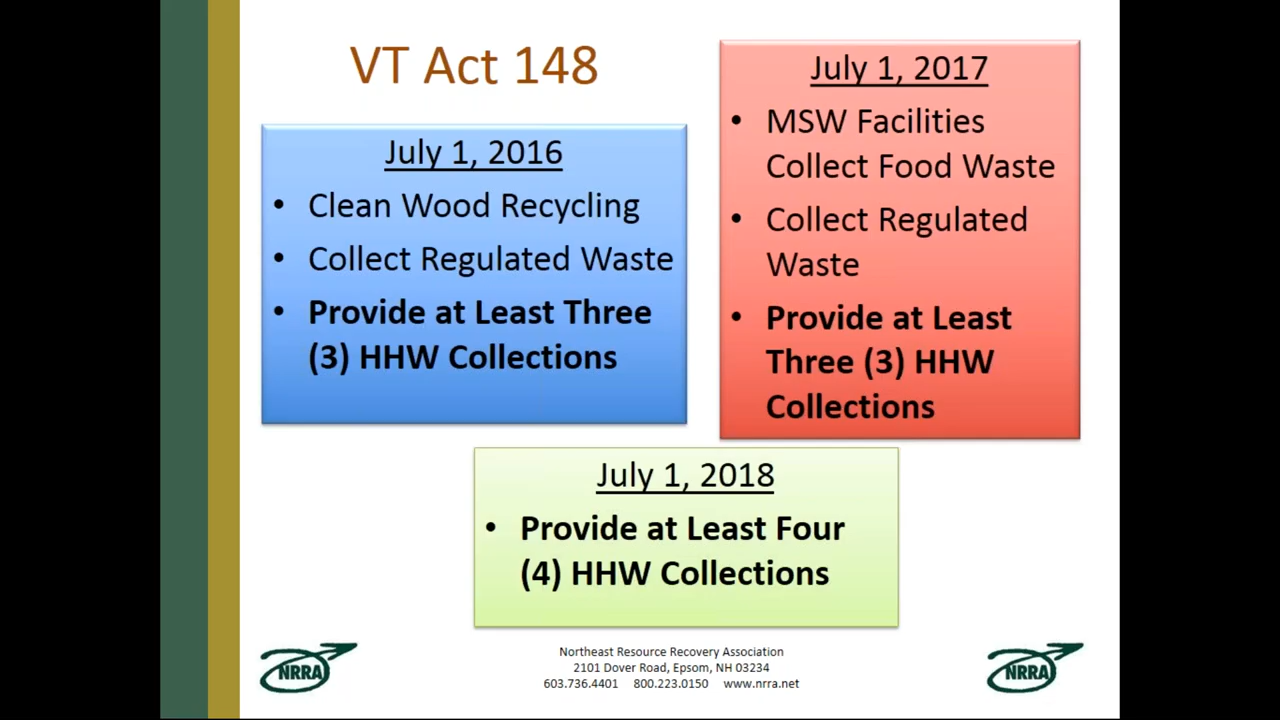 VT Act 148
July 1, 2016
• Clean Wood Recycling
• Collect Regulated Waste
• Provide at Least Three
(3) HHW Collections
July 1, 2017
• MSW Facilities
Collect Food Waste
• Collect Regulated
Waste
• Provide at Least
Three (3) HHW
Collections
July 1, 2018
• Provide at Least Four
(4) HHW Collections
NRRA
Northeast Resource Recovery Association
2101 Dover Road, Epsom, NH 03234
603.736.4401 800.223.0150 www.nrra.net
NRRA